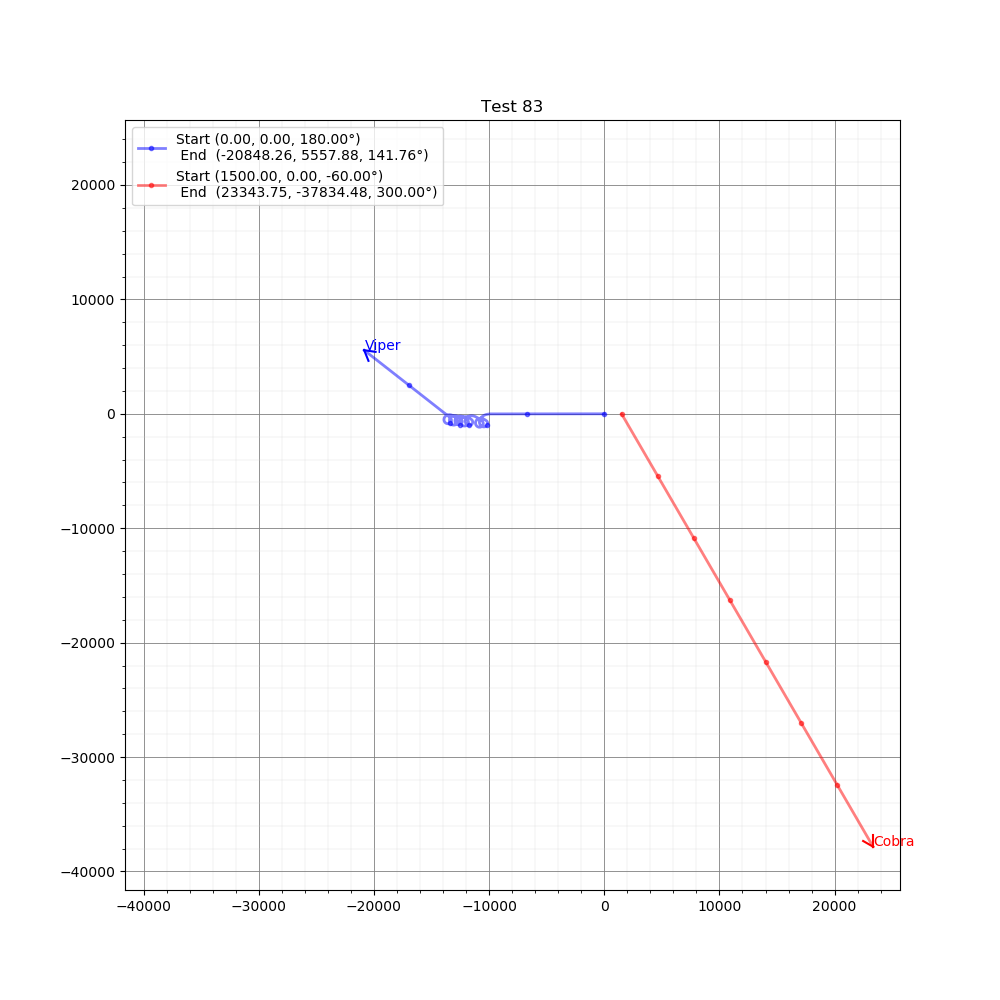 Test 83
Start (0.00, 0.00, 180.00°)
End  (-20848.26, 5557.88, 141.76°)
Start (1500.00, 0.00, -60.00°)
End  (23343.75, -37834.48, 300.00°)
20000
10000
Viper
0
−10000
−20000
−30000
Cobra
−40000
−40000 −30000 −20000 −10000 0 10000 20000